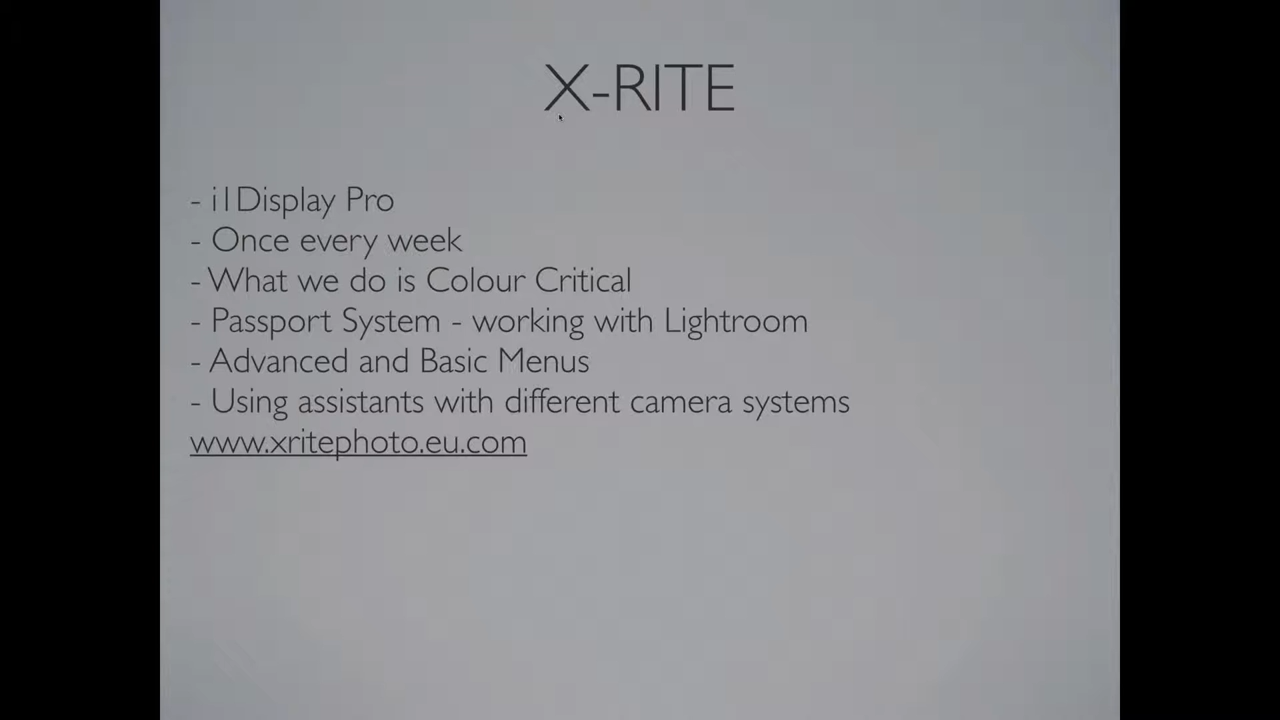 X-RITE
- i1Display Pro
- Once every week
- What we do is Colour Critical
- Passport System - working with Lightroom
- Advanced and Basic Menus
- Using assistants with different camera systems
www.xritephoto.eu.com